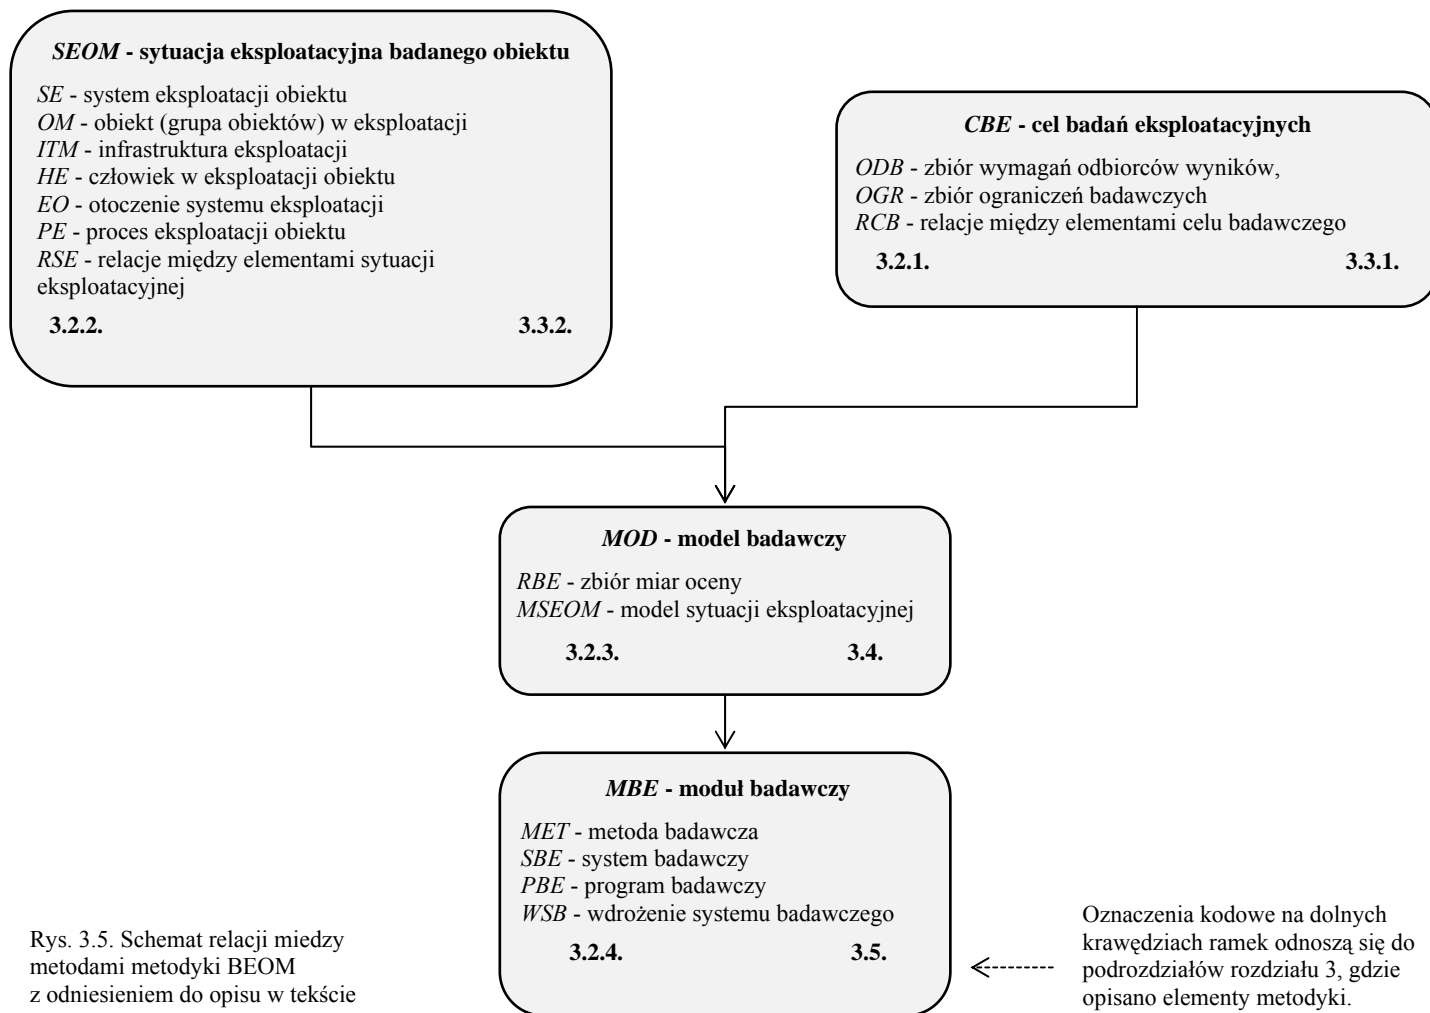 SEOM - sytuacja eksploatacyjna badanego obiektu
SE - system eksploatacji obiektu
OM - obiekt (grupa obiektów) w eksploatacji
ITM - infrastruktura eksploatacji
HE - człowiek w eksploatacji obiektu
EO - otoczenie systemu eksploatacji
PE - proces eksploatacji obiektu
RSE - relacje między elementami sytuacji
eksploatacyjnej
3.2.2. 3.3.2.
CBE - cel badań eksploatacyjnych
ODB - zbiór wymagań odbiorców wyników,
OGR - zbiór ograniczeń badawczych
RCB - relacje między elementami celu badawczego
3.2.1. 3.3.1.
MOD - model badawczy
RBE - zbiór miar oceny
MSEOM - model sytuacji eksploatacyjnej
3.2.3. 3.4.
MBE - moduł badawczy
MET - metoda badawcza
SBE - system badawczy
PBE - program badawczy
WSB - wdrożenie systemu badawczego
3.2.4. 3.5.
Rys. 3.5. Schemat relacji miedzy
metodami metodyki BEOM
z odniesieniem do opisu w tekście
Oznaczenia kodowe na dolnych
krawędziach ramek odnoszą się do
podrozdziałów rozdziału 3, gdzie
opisano elementy metodyki.